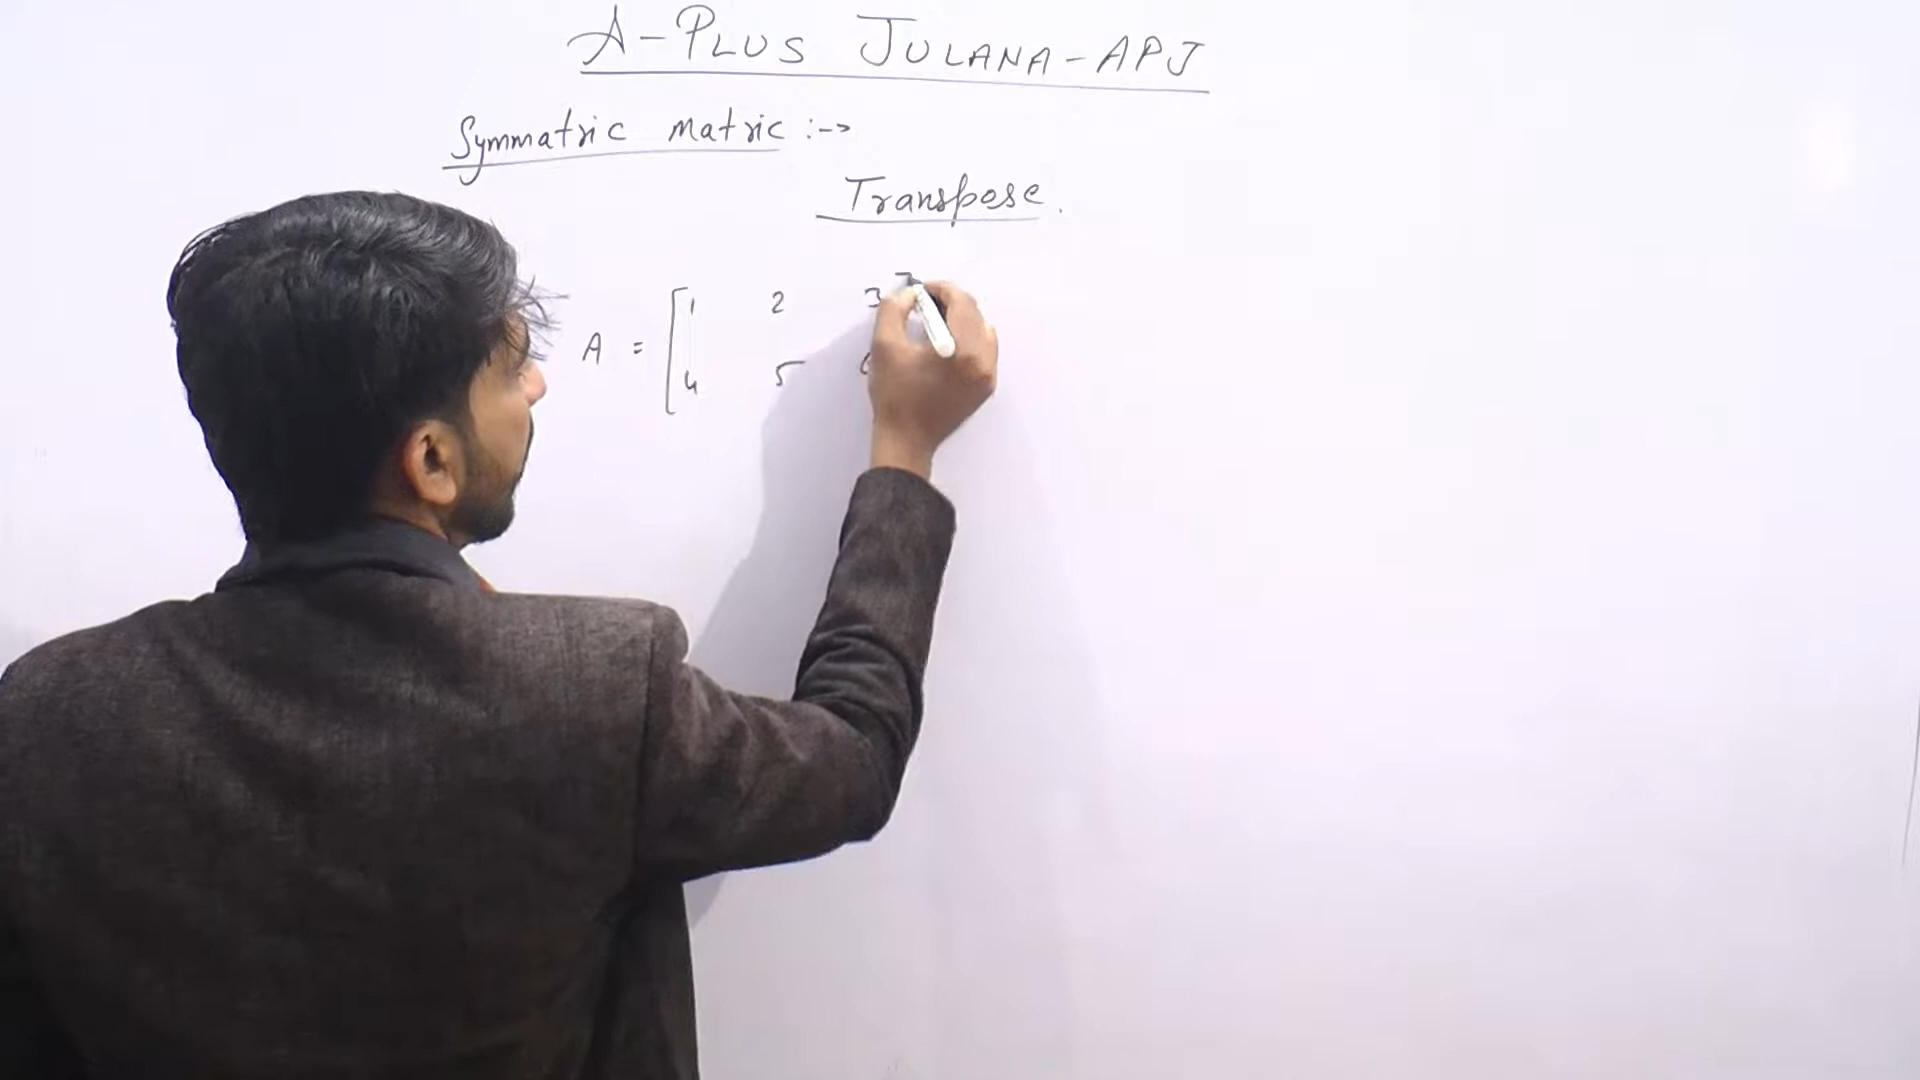 A-PLUS JULANA-APJ
Symmatric matric :->
Transpose.
1 2 3
A = [
4 5